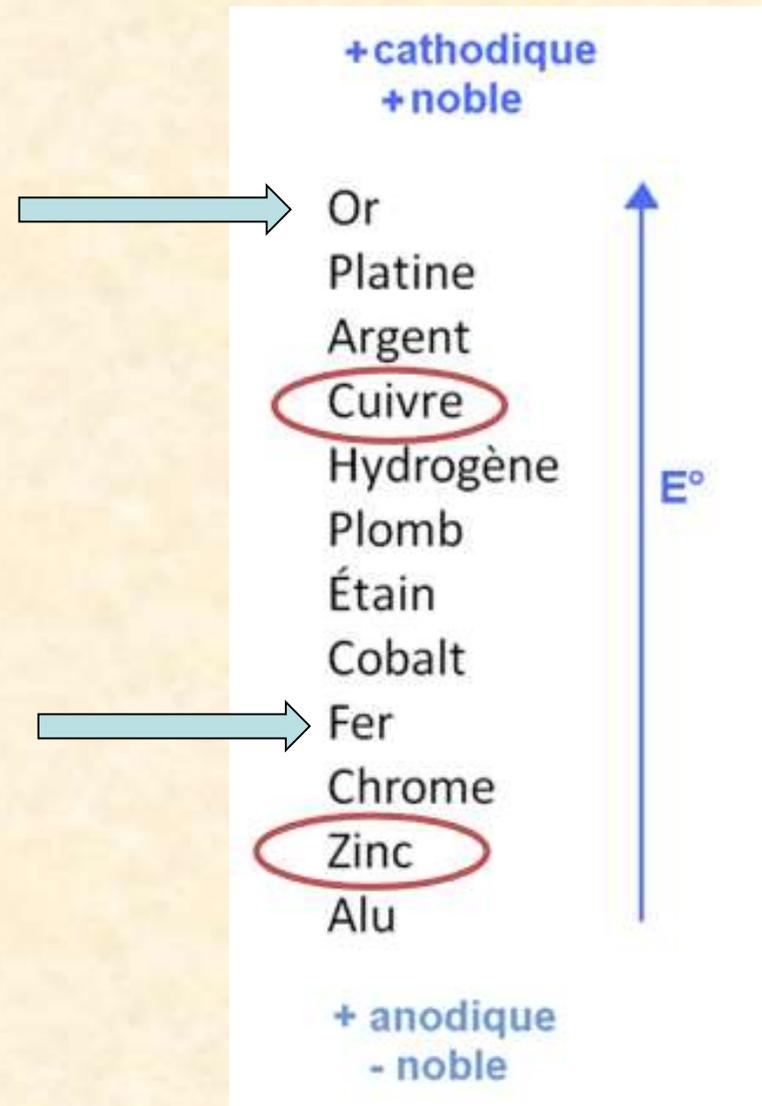 +cathodique
+noble
Or
Platine
Argent
Cuivre
Hydrogène
E°
Plomb
Étain
Cobalt
Fer
Chrome
Zinc
Alu
+ anodique
- noble